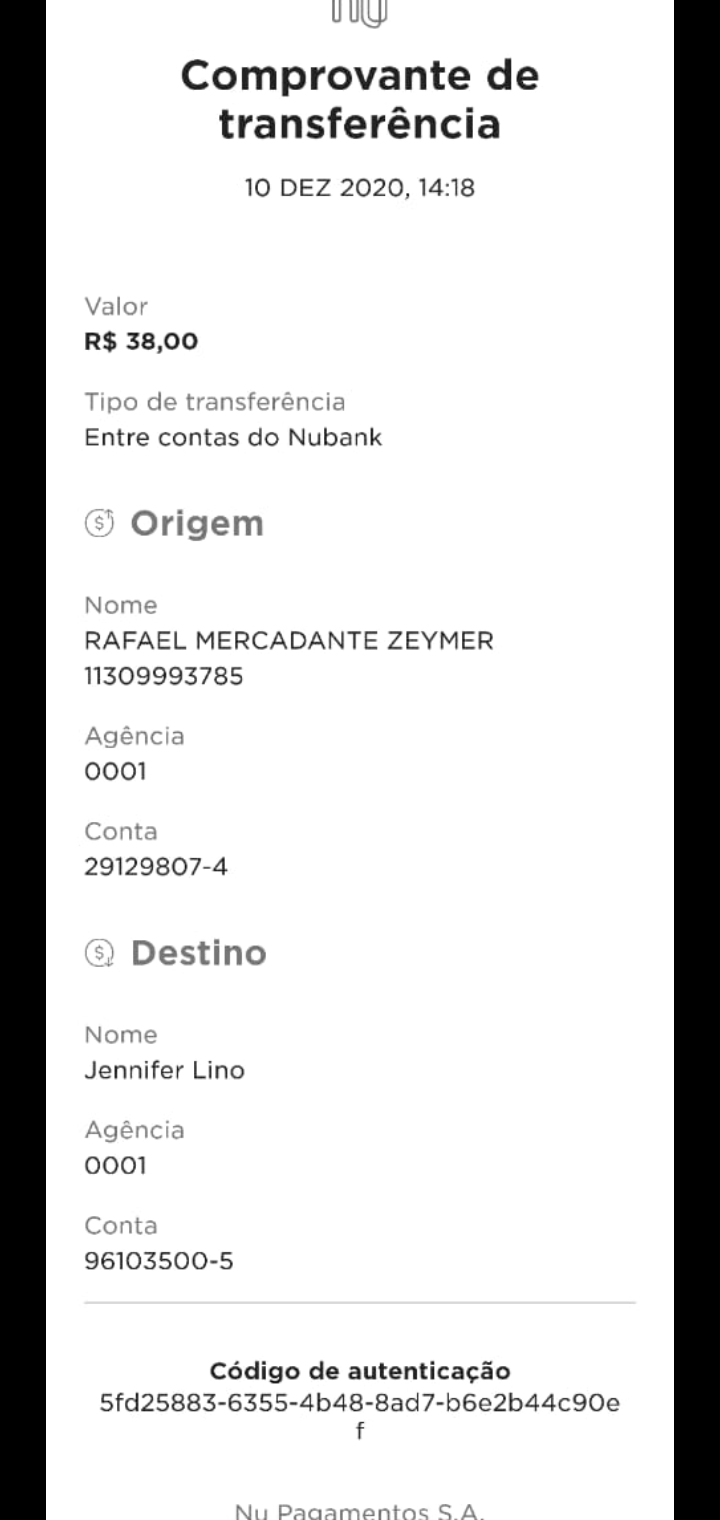 nu
Comprovante de
transferência
10 DEZ 2020, 14:18
Valor
R$ 38,00
Tipo de transferência
Entre contas do Nubank
Origem
Nome
RAFAEL MERCADANTE ZEYMER
11309993785
Agência
0001
Conta
29129807-4
Destino
Nome
Jennifer Lino
Agência
0001
Conta
96103500-5
Código de autenticação
5fd25883-6355-4b48-8ad7-b6e2b44c90e
f
Nu Pagamentos S.A.